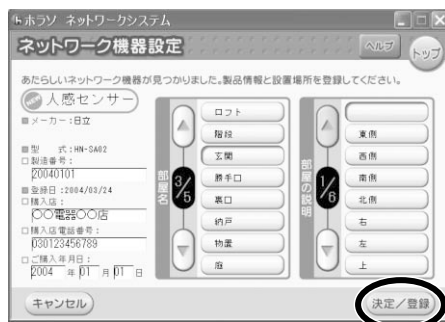 ホラソ ネットワークシステム
ネットワーク機器設定
ヘルプ
トップ
あたらしいネットワーク機器が見つかりました。製品情報と設置場所を登録してください。
NEW 人感センサー
■メーカー:日立
■型 式:HN-SA02
□製造番号:
20040101
■登録日:2004/03/24
□購入店:
〇〇電器〇〇店
□購入店電話番号:
030123456789
□ご購入年月日:
2004 年 01 月 01 日
部屋名
3/5
ロフト
階段
玄関
勝手口
裏口
納戸
物置
庭
部屋の説明
1/6
東側
西側
南側
北側
右
左
上
キャンセル
決定/登録